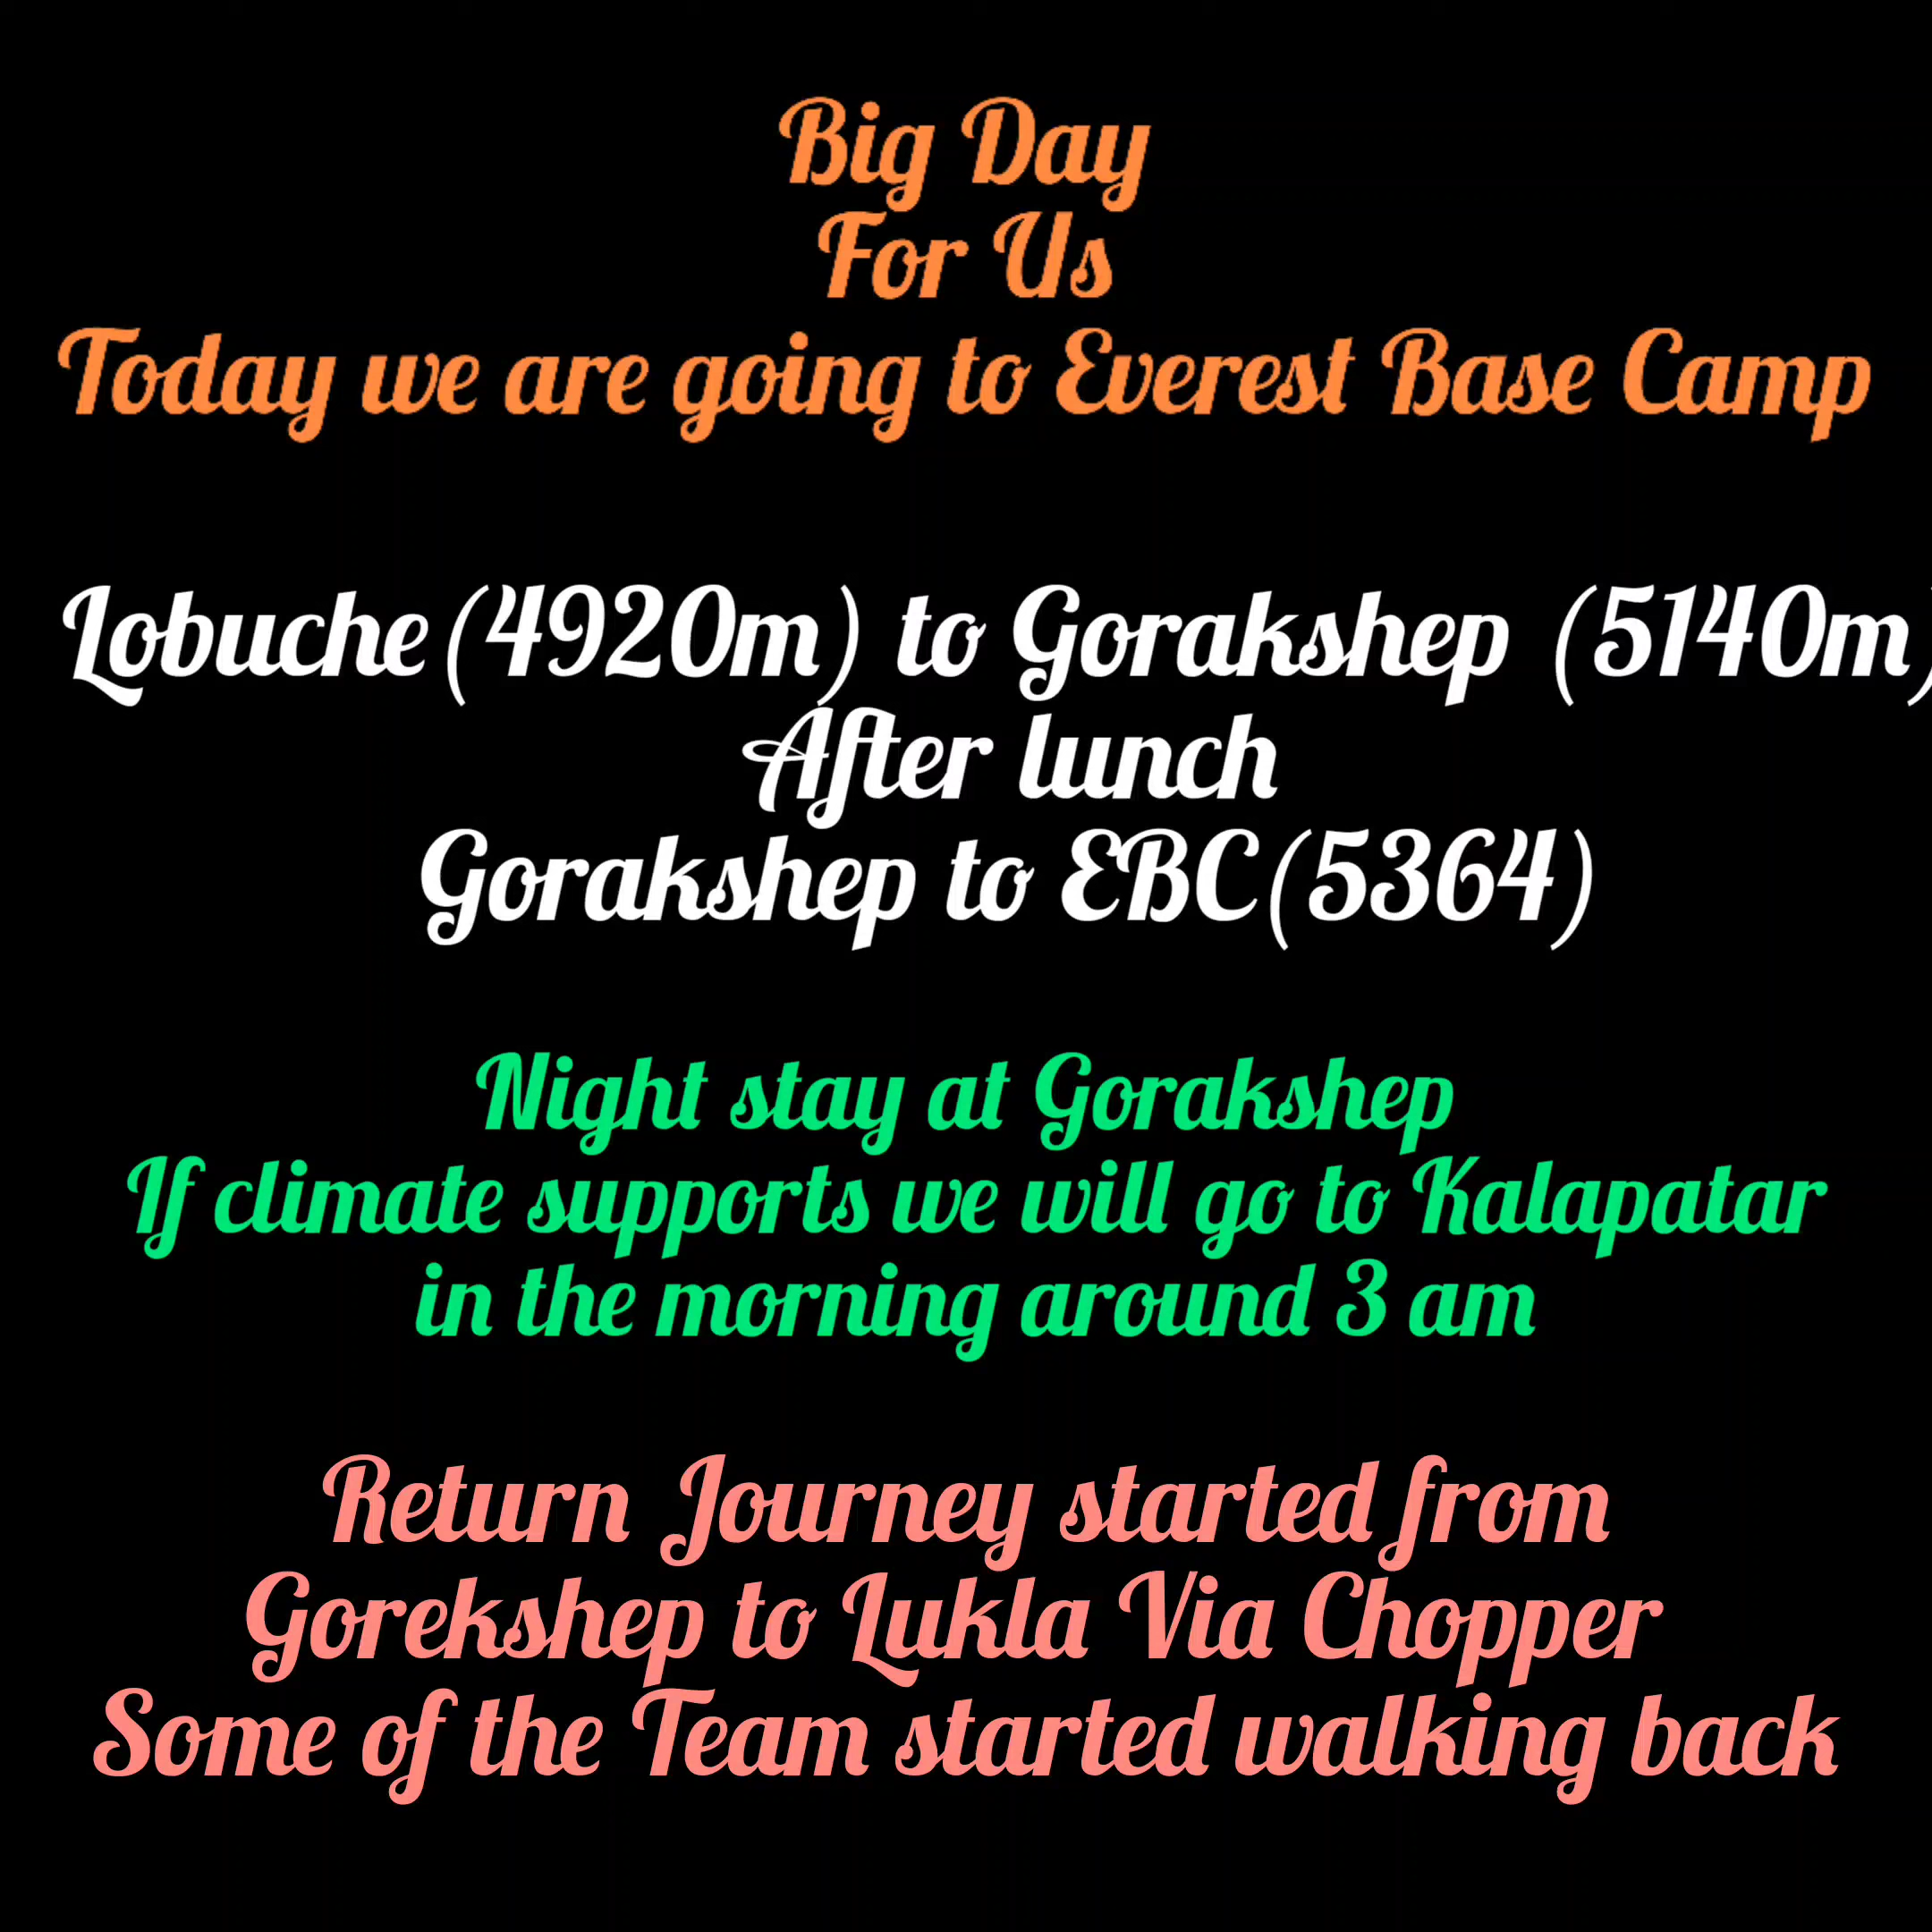 Big Day
For Us
Today we are going to Everest Base Camp
Lobuche(4920m) to Gorakshep (5140m)
After lunch
Gorakshep to EBC(5364)
Night stay at Gorakshep
If climate supports we will go to Kalapatar
in the morning around 3 am
Return Journey started from
Gorekshep to Lukla Via Chopper
Some of the Team started walking back